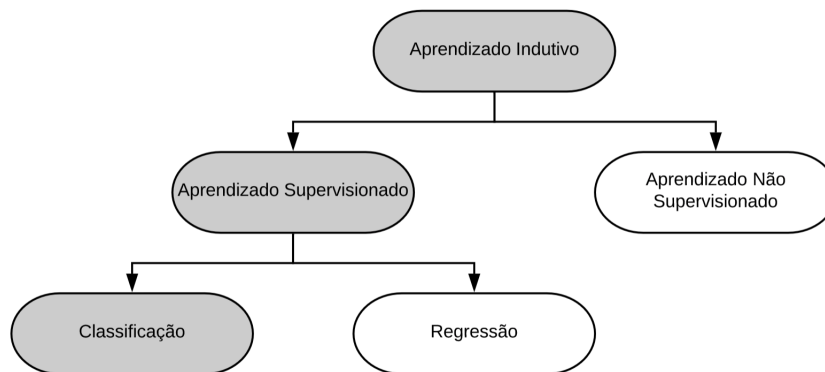 Aprendizado Indutivo
Aprendizado Supervisionado
Aprendizado Não
Supervisionado
Classificação
Regressão